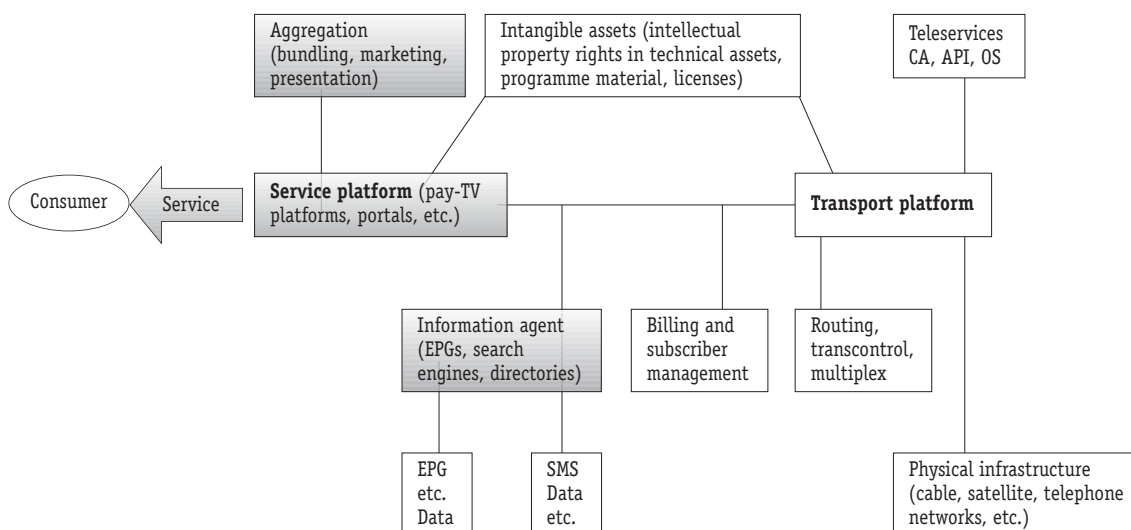 Aggregation
(bundling, marketing,
presentation)
Intangible assets (intellectual
property rights in technical assets,
programme material, licenses)
Teleservices
CA, API, OS
Consumer
Service
Service platform (pay-TV
platforms, portals, etc.)
Transport platform
Information agent
(EPGs, search
engines, directories)
Billing and
subscriber
management
Routing,
transcontrol,
multiplex
EPG
etc.
Data
SMS
Data
etc.
Physical infrastructure
(cable, satellite, telephone
networks, etc.)